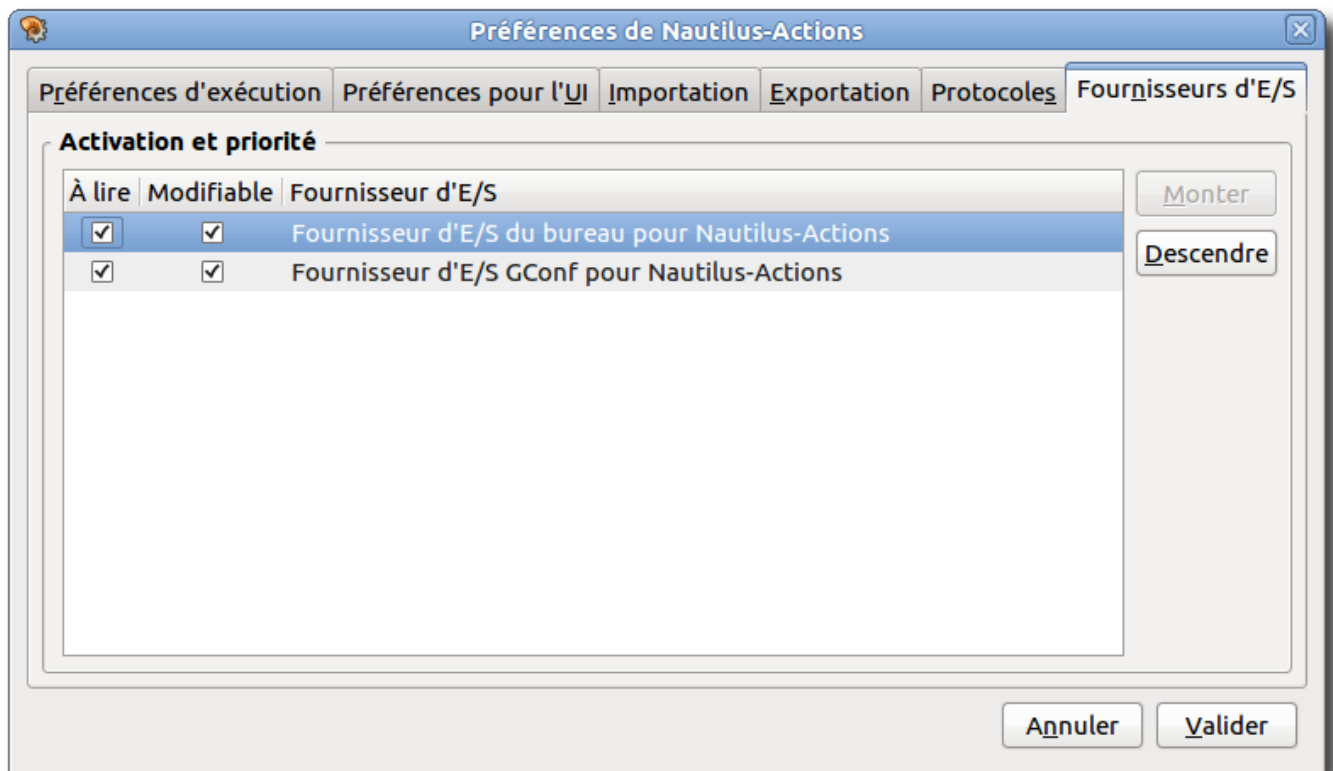 Préférences de Nautilus-Actions
Préférences d'exécution Préférences pour l'UI Importation Exportation Protocoles Fournisseurs d'E/S
Activation et priorité
À lire Modifiable Fournisseur d'E/S
Fournisseur d'E/S du bureau pour Nautilus-Actions
Fournisseur d'E/S GConf pour Nautilus-Actions
Monter
Descendre
Annuler Valider